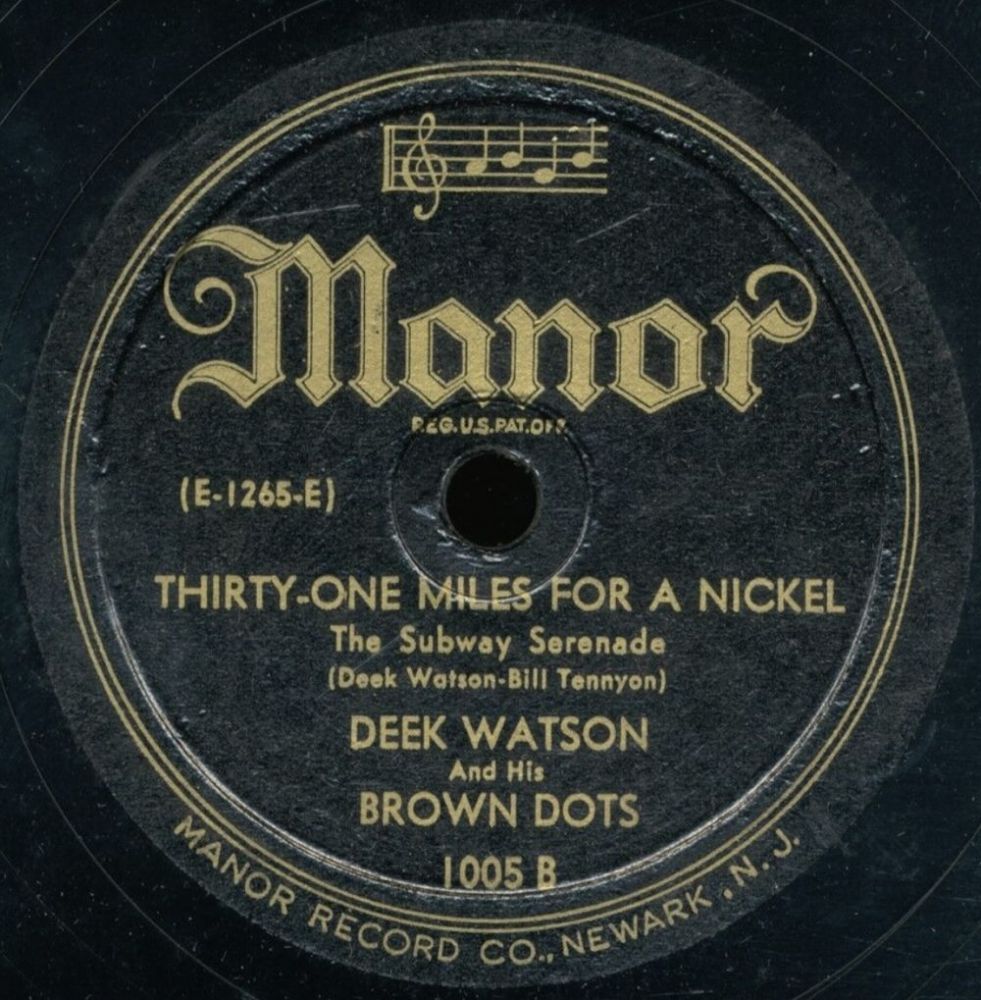 Manor
REG.U.S.PAT.OFF.
(E-1265-E)
THIRTY-ONE MILES FOR A NICKEL
The Subway Serenade
(Deek Watson-Bill Tennyon)
DEEK WATSON
And His
BROWN DOTS
1005 B
MANOR RECORD CO., NEWARK, N. J.